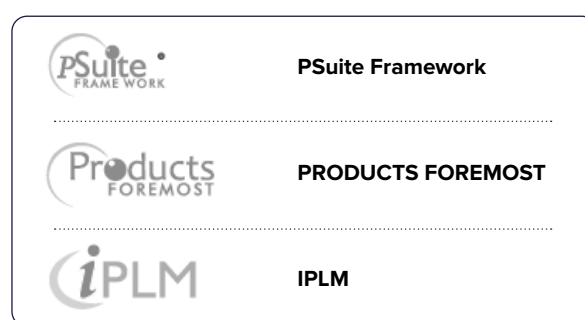 PSuite
FRAME WORK
PSuite Framework
Products
FOREMOST
PRODUCTS FOREMOST
iPLM
IPLM